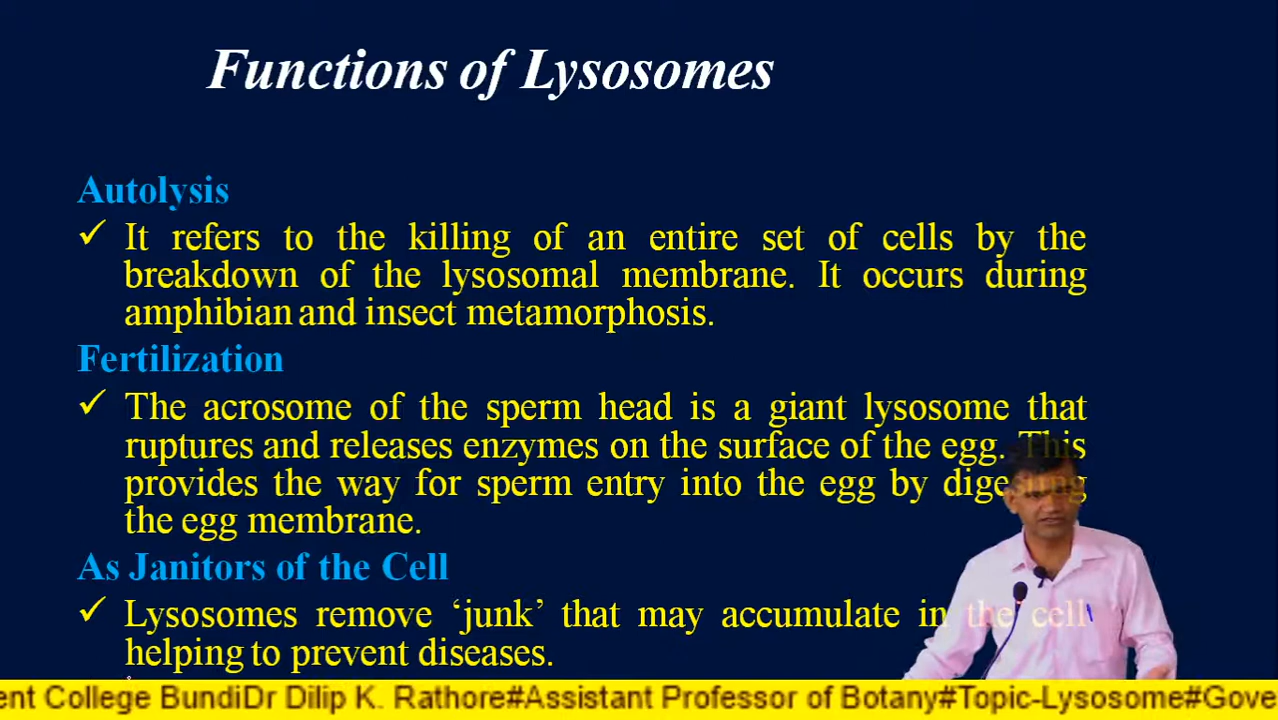 Functions of Lysosomes
Autolysis
✓ It refers to the killing of an entire set of cells by the
breakdown of the lysosomal membrane. It occurs during
amphibian and insect metamorphosis.
Fertilization
✓ The acrosome of the sperm head is a giant lysosome that
ruptures and releases enzymes on the surface of the egg. This
provides the way for sperm entry into the egg by digesting
the egg membrane.
As Janitors of the Cell
✓ Lysosomes remove ‘junk’ that may accumulate in the cell
helping to prevent diseases.
ent College BundiDr Dilip K. Rathore#Assistant Professor of Botany#Topic-Lysosome#Gove